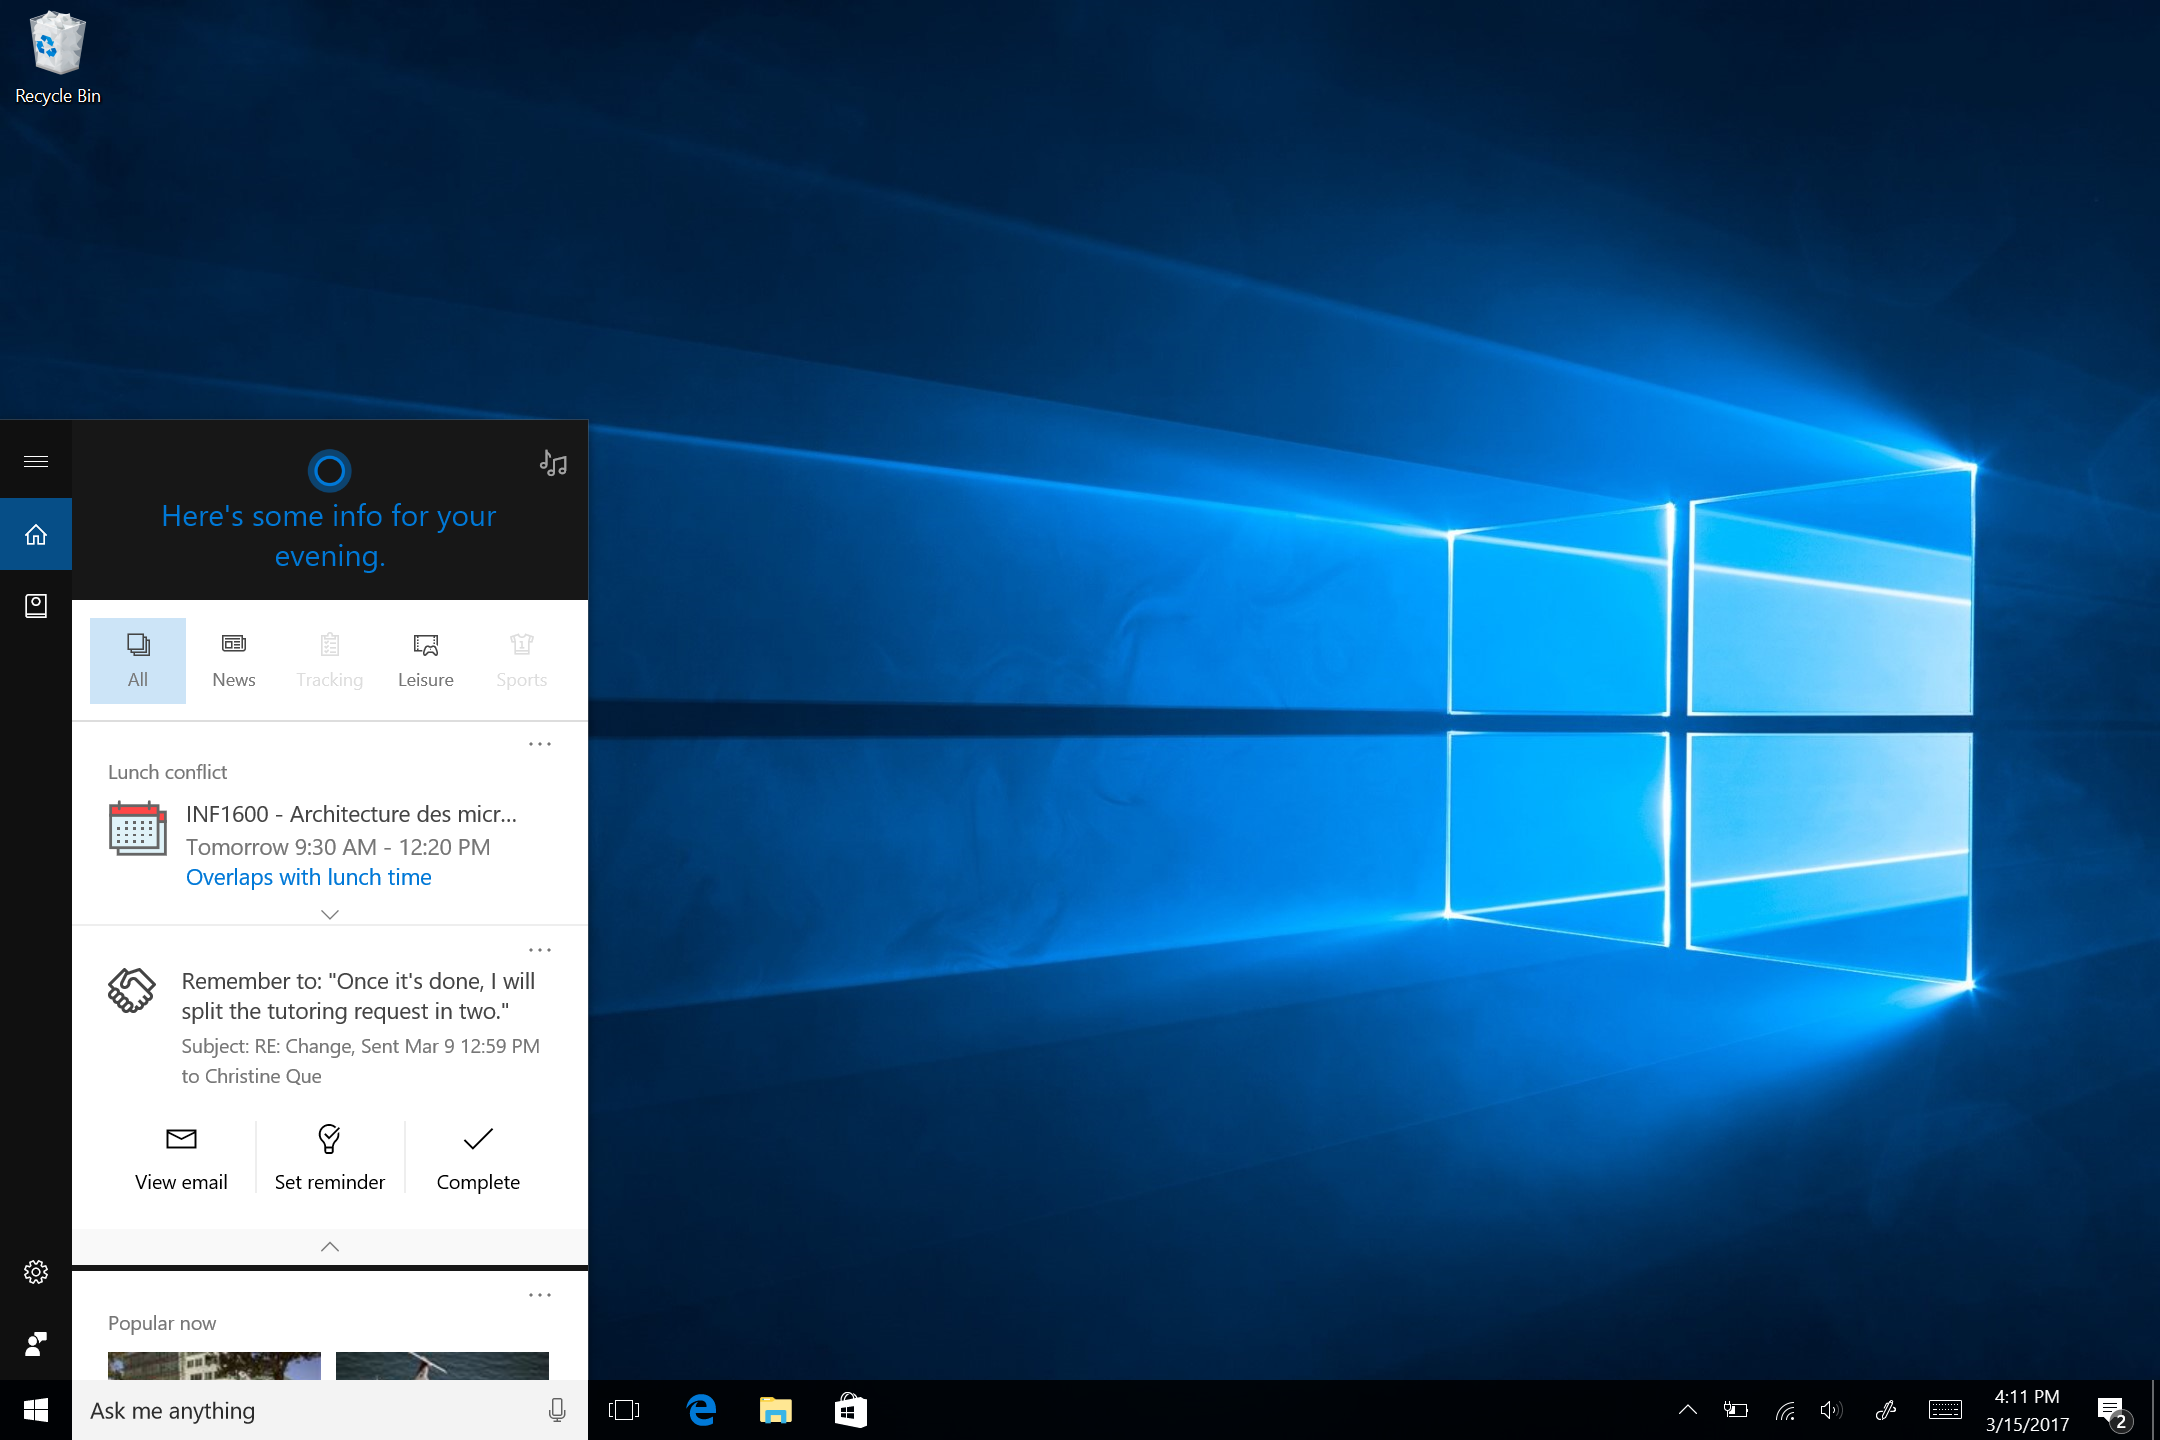 Recycle Bin
Here's some info for your
evening.
All
News
Tracking
Leisure
1
Sports
Lunch conflict
INF1600 - Architecture des micr...
Tomorrow 9:30 AM - 12:20 PM
Overlaps with lunch time
Remember to: "Once it's done, I will
split the tutoring request in two."
Subject: RE: Change, Sent Mar 9 12:59 PM
to Christine Que
View email
Set reminder
Complete
Popular now
Ask me anything
4:11 PM
3/15/2017
2